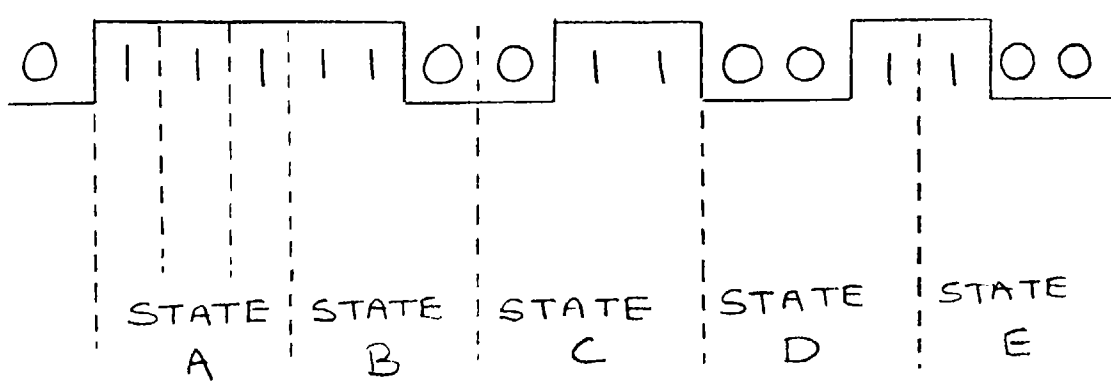 0 1 1 1 1 1 0 0 1 1 0 0 1 1 0 0
STATE STATE STATE STATE STATE
A B C D E